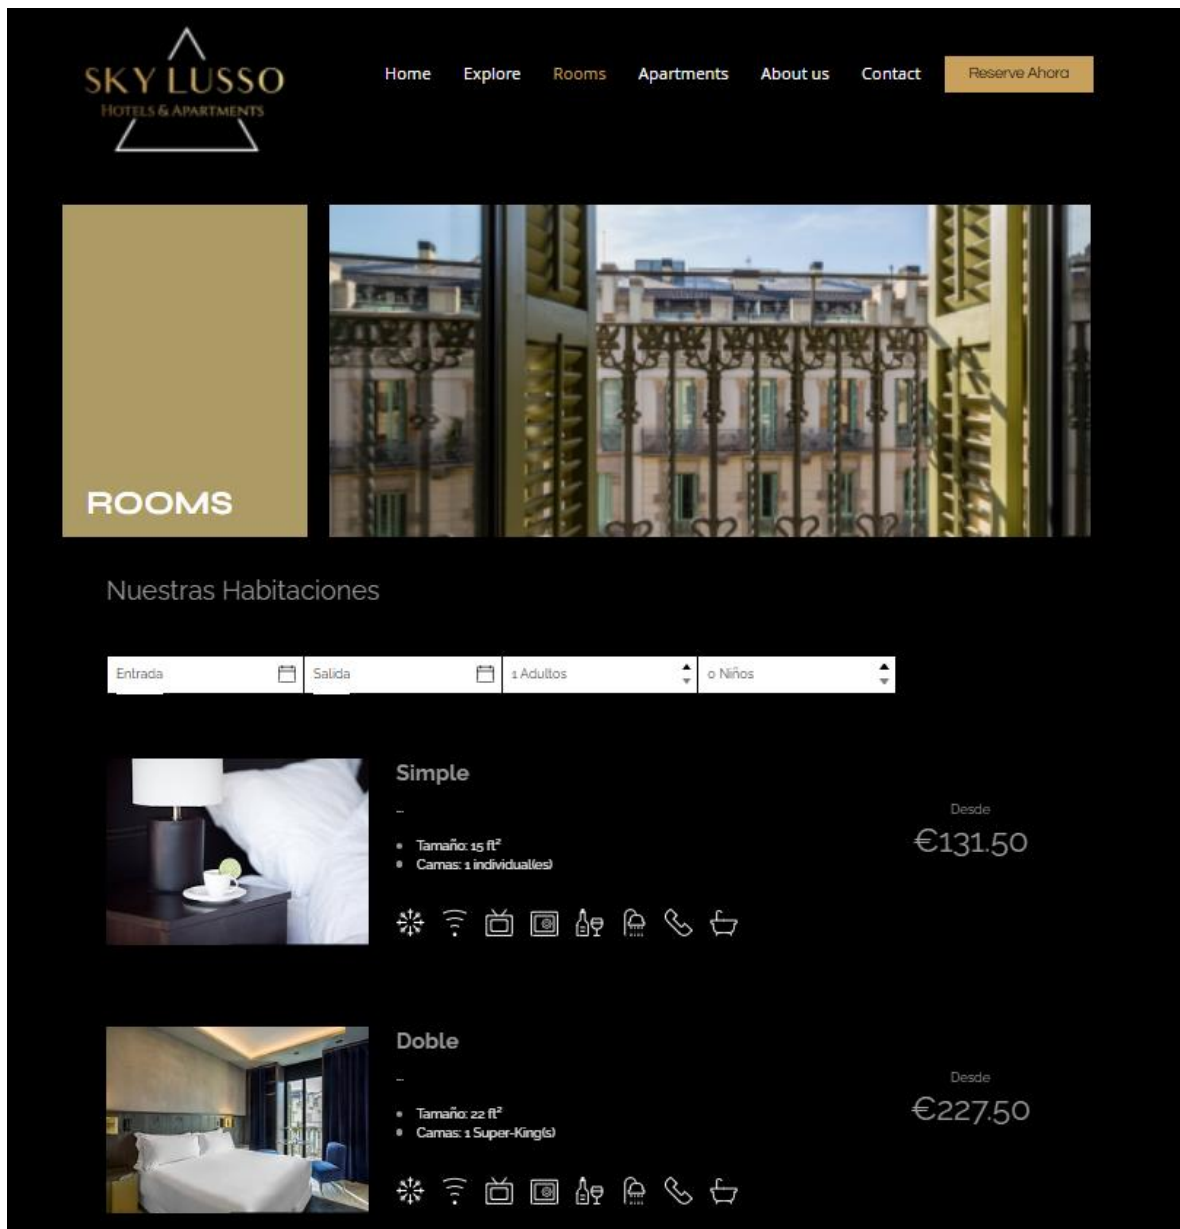 SKY LUSSO
HOTELS & APARTMENTS
Home Explore Rooms Apartments About us Contact Reserve Ahora
ROOMS
Nuestras Habitaciones
Entrada Salida 1 Adultos 0 Niños
Simple
–
Tamaño: 15 ft²
Camas: 1 individual(es)
Desde
€131.50
Doble
–
Tamaño: 22 ft²
Camas: 1 Super-King(s)
Desde
€227.50